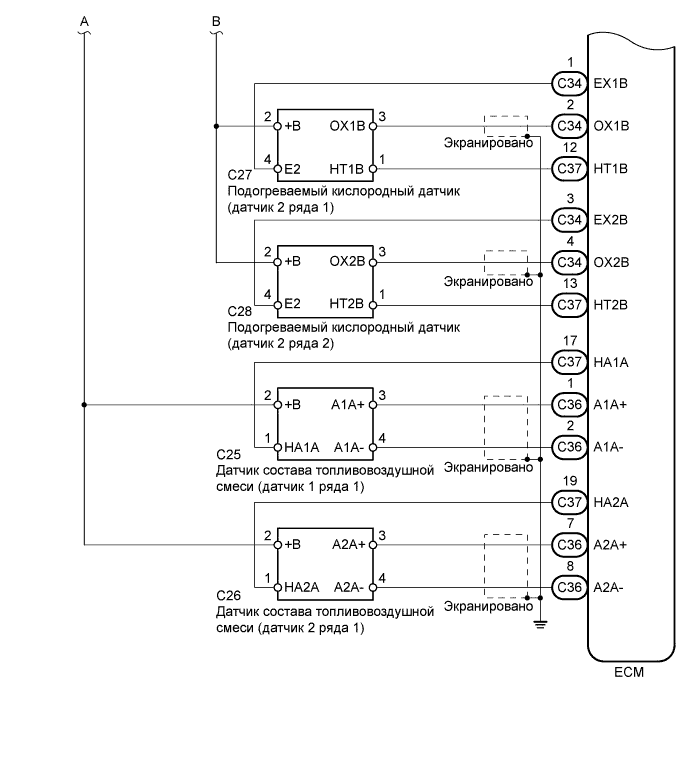 A B
1
C34 EX1B
2
C34 OX1B
12
C37 HT1B
2 +B OX1B 3
Экранировано
4 E2 HT1B 1
C27
Подогреваемый кислородный датчик
(датчик 2 ряда 1)
3
C34 EX2B
4
C34 OX2B
13
C37 HT2B
2 +B OX2B 3
Экранировано
4 E2 HT2B 1
C28
Подогреваемый кислородный датчик
(датчик 2 ряда 2)
17
C37 HA1A
1
C36 A1A+
2
C36 A1A-
2 +B A1A+ 3
1 HA1A A1A- 4
C25
Экранировано
Датчик состава топливовоздушной
смеси (датчик 1 ряда 1)
19
C37 HA2A
7
C36 A2A+
8
C36 A2A-
2 +B A2A+ 3
1 HA2A A2A- 4
C26
Экранировано
Датчик состава топливовоздушной
смеси (датчик 2 ряда 1)
ECM